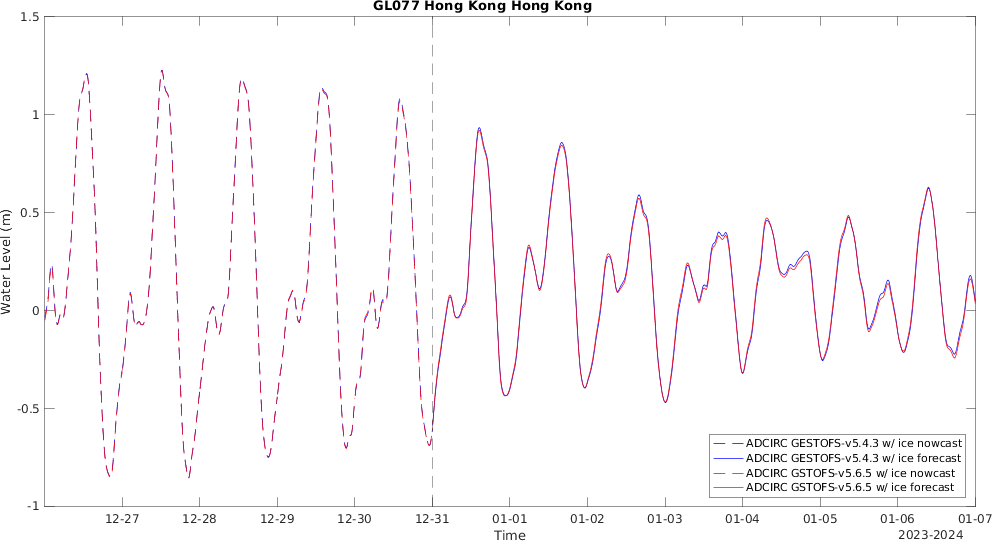 GL077 Hong Kong Hong Kong
1.5
1
0.5
0
-0.5
-1
Water Level (m)
12-27 12-28 12-29 12-30 12-31 01-01 01-02 01-03 01-04 01-05 01-06 01-07
Time
2023-2024
ADCIRC GESTOFS-v5.4.3 w/ ice nowcast
ADCIRC GESTOFS-v5.4.3 w/ ice forecast
ADCIRC GSTOFS-v5.6.5 w/ ice nowcast
ADCIRC GSTOFS-v5.6.5 w/ ice forecast